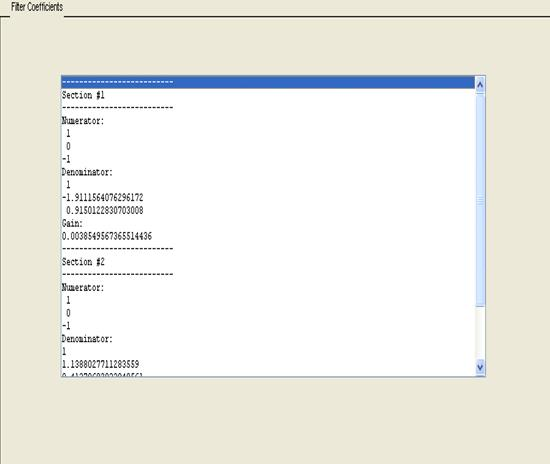 Filter Coefficients
--------------------------
Section #1
--------------------------
Numerator:
1
0
-1
Denominator:
1
-1.9111564076296172
0.9150122830703008
Gain:
0.0038549567365514436
--------------------------
Section #2
--------------------------
Numerator:
1
0
-1
Denominator:
1
1.1388027711283559